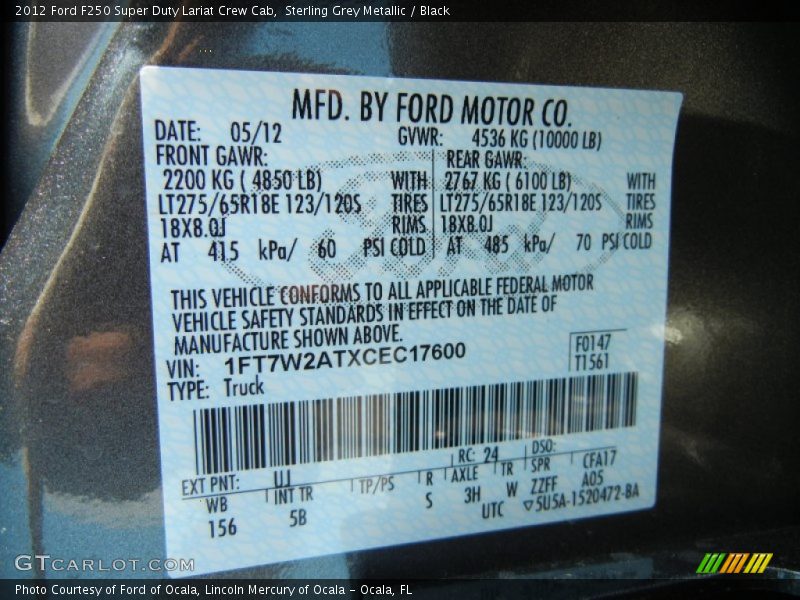 2012 Ford F250 Super Duty Lariat Crew Cab, Sterling Grey Metallic / Black
MFD. BY FORD MOTOR CO.
DATE: 05/12 GVWR: 4536 KG (10000 LB)
FRONT GAWR: REAR GAWR:
2200 KG ( 4850 LB) WITH 2767 KG ( 6100 LB) WITH
LT275/65R18E 123/120S TIRES LT275/65R18E 123/120S TIRES
18X8.0J RIMS 18X8.0J RIMS
AT 415 kPa/ 60 PSI COLD AT 485 kPa/ 70 PSI COLD
THIS VEHICLE CONFORMS TO ALL APPLICABLE FEDERAL MOTOR
VEHICLE SAFETY STANDARDS IN EFFECT ON THE DATE OF
MANUFACTURE SHOWN ABOVE.
VIN: 1FT7W2ATXCEC17600 F0147
TYPE: Truck T1561
EXT PNT: UJ RC: 24 DSO:
WB INT TR TP/PS R AXLE TR SPR CFA17
156 5B S 3H W ZZFF A05
UTC ▽5U5A-1520472-BA
GTCARLOT.COM
Photo Courtesy of Ford of Ocala, Lincoln Mercury of Ocala - Ocala, FL